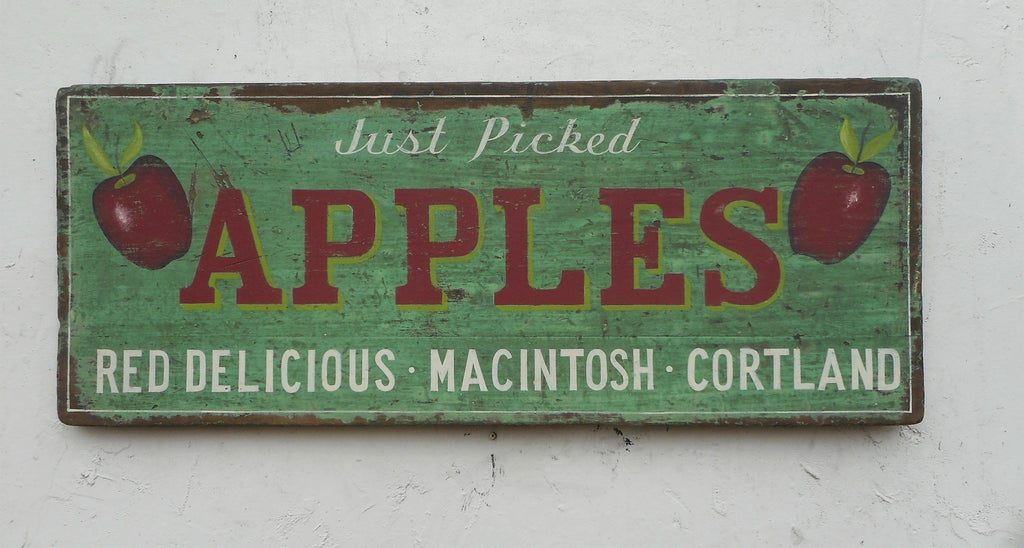 Just Picked
APPLES
RED DELICIOUS · MACINTOSH · CORTLAND